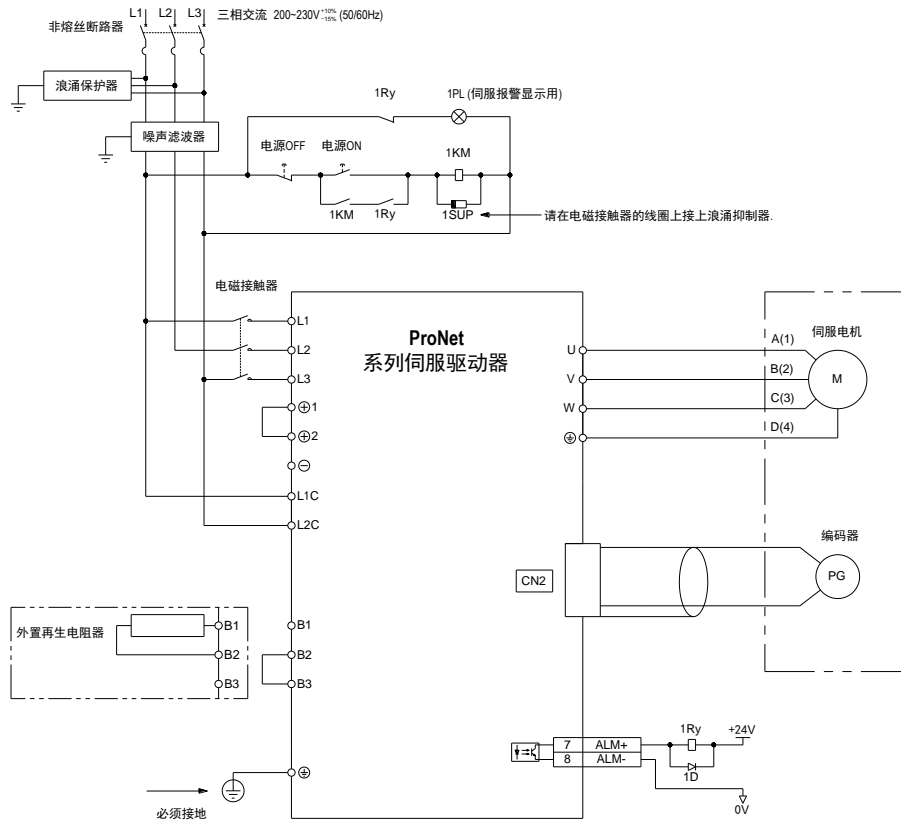 L1 L2 L3 三相交流 200~230V +10% -15% (50/60Hz)
非熔丝断路器
浪涌保护器
噪声滤波器
1Ry
1PL (伺服报警显示用)
电源OFF
电源ON
1KM
1KM
1Ry
1SUP
请在电磁接触器的线圈上接上浪涌抑制器.
电磁接触器
L1
L2
L3
1
2
L1C
L2C
B1
B2
B3
ProNet
系列伺服驱动器
U
V
W
A(1)
B(2)
C(3)
D(4)
伺服电机
M
编码器
PG
CN2
外置再生电阻器
B1
B2
B3
7 ALM+
8 ALM-
1Ry
+24V
1D
0V
必须接地